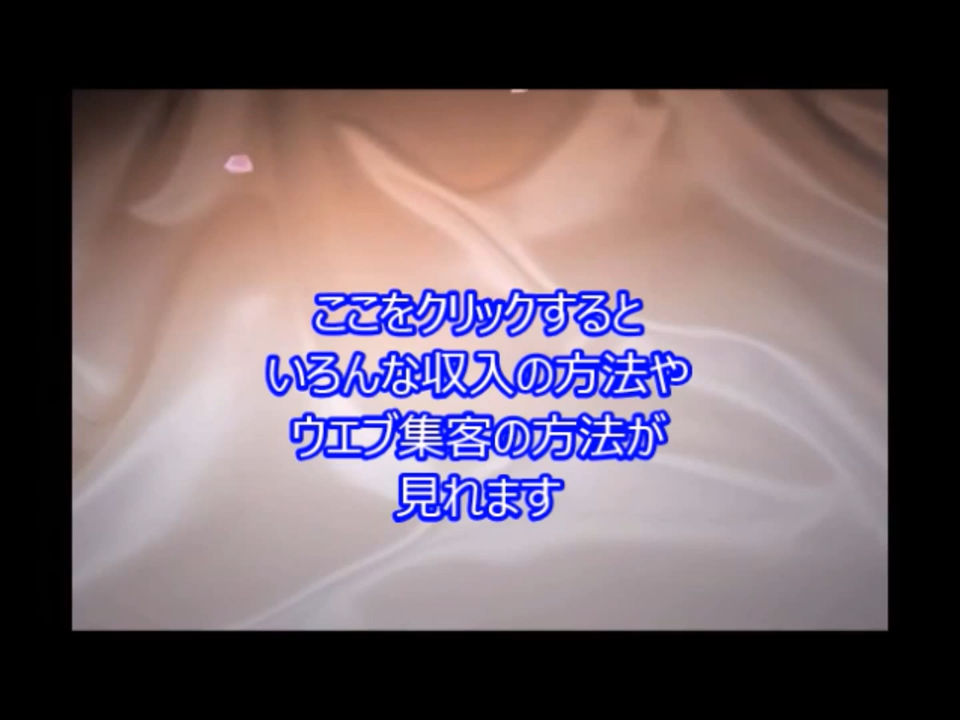 ここをクリックすると
いろんな収入の方法や
ウエブ集客の方法が
見れます